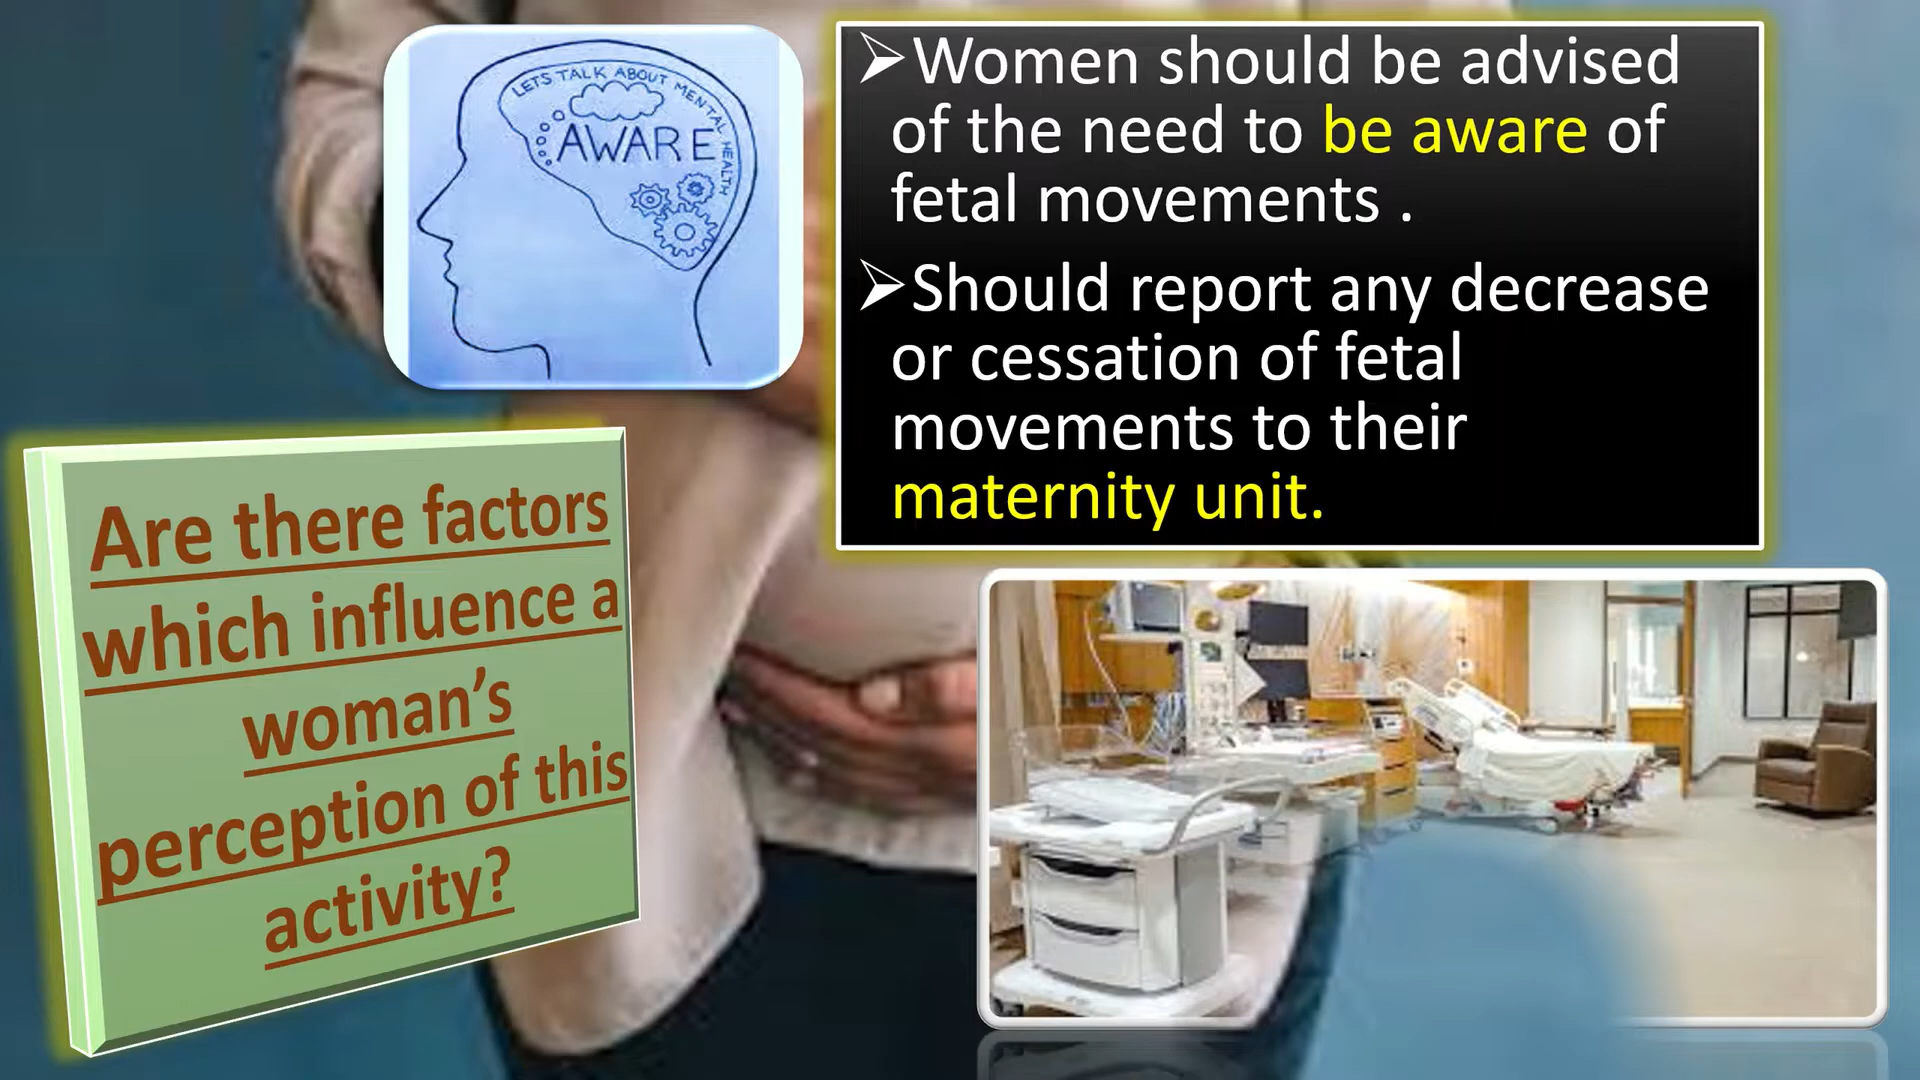 LETS TALK ABOUT MENTAL HEALTH
AWARE
➢Women should be advised
of the need to be aware of
fetal movements .
➢Should report any decrease
or cessation of fetal
movements to their
maternity unit.
Are there factors
which influence a
woman’s
perception of this
activity?